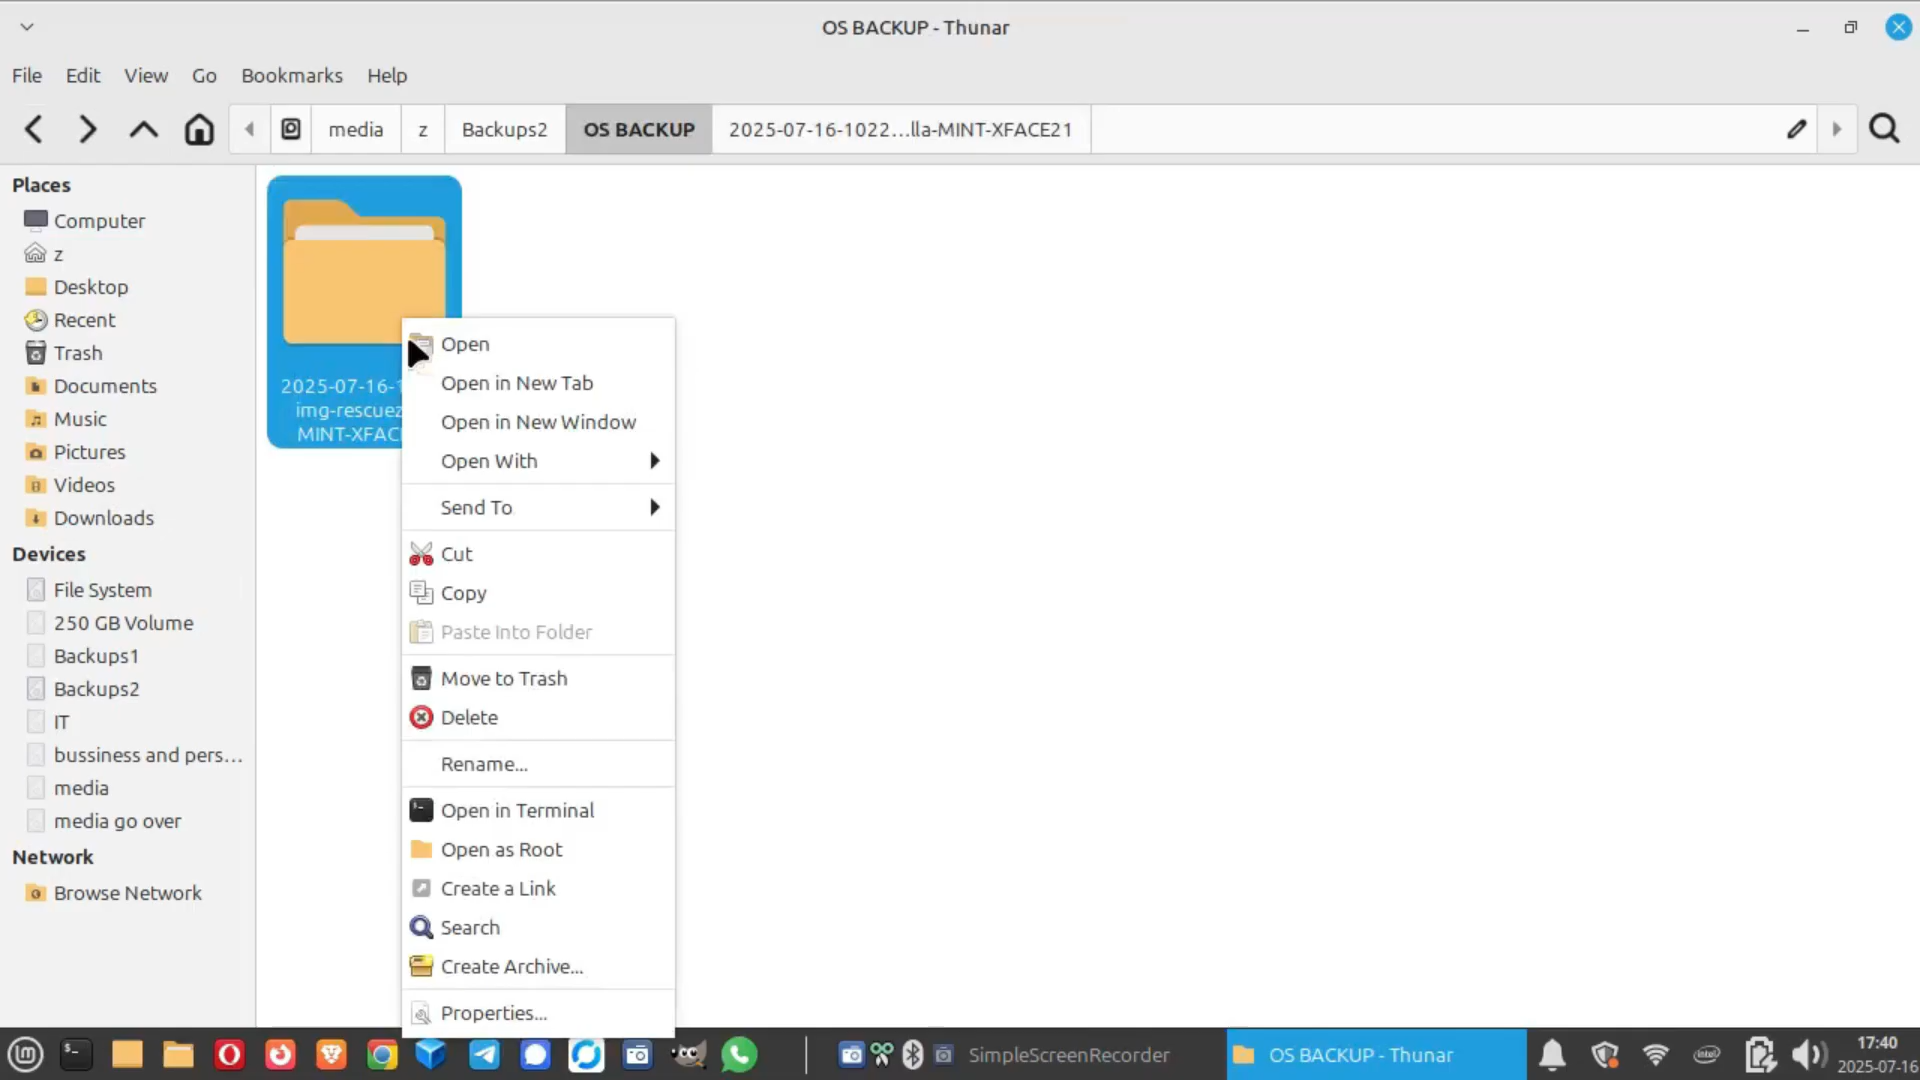 OS BACKUP - Thunar
File Edit View Go Bookmarks Help
media z Backups2 OS BACKUP 2025-07-16-1022...lla-MINT-XFACE21
Places
Computer
z
Desktop
Recent
Trash
Documents
Music
Pictures
Videos
Downloads
Devices
File System
250 GB Volume
Backups1
Backups2
IT
bussiness and pers...
media
media go over
Network
Browse Network
2025-07-16-1
img-rescuez
MINT-XFAC
Open
Open in New Tab
Open in New Window
Open With
Send To
Cut
Copy
Paste Into Folder
Move to Trash
Delete
Rename...
Open in Terminal
Open as Root
Create a Link
Search
Create Archive...
Properties...
SimpleScreenRecorder
OS BACKUP - Thunar
intel
17:40
2025-07-16